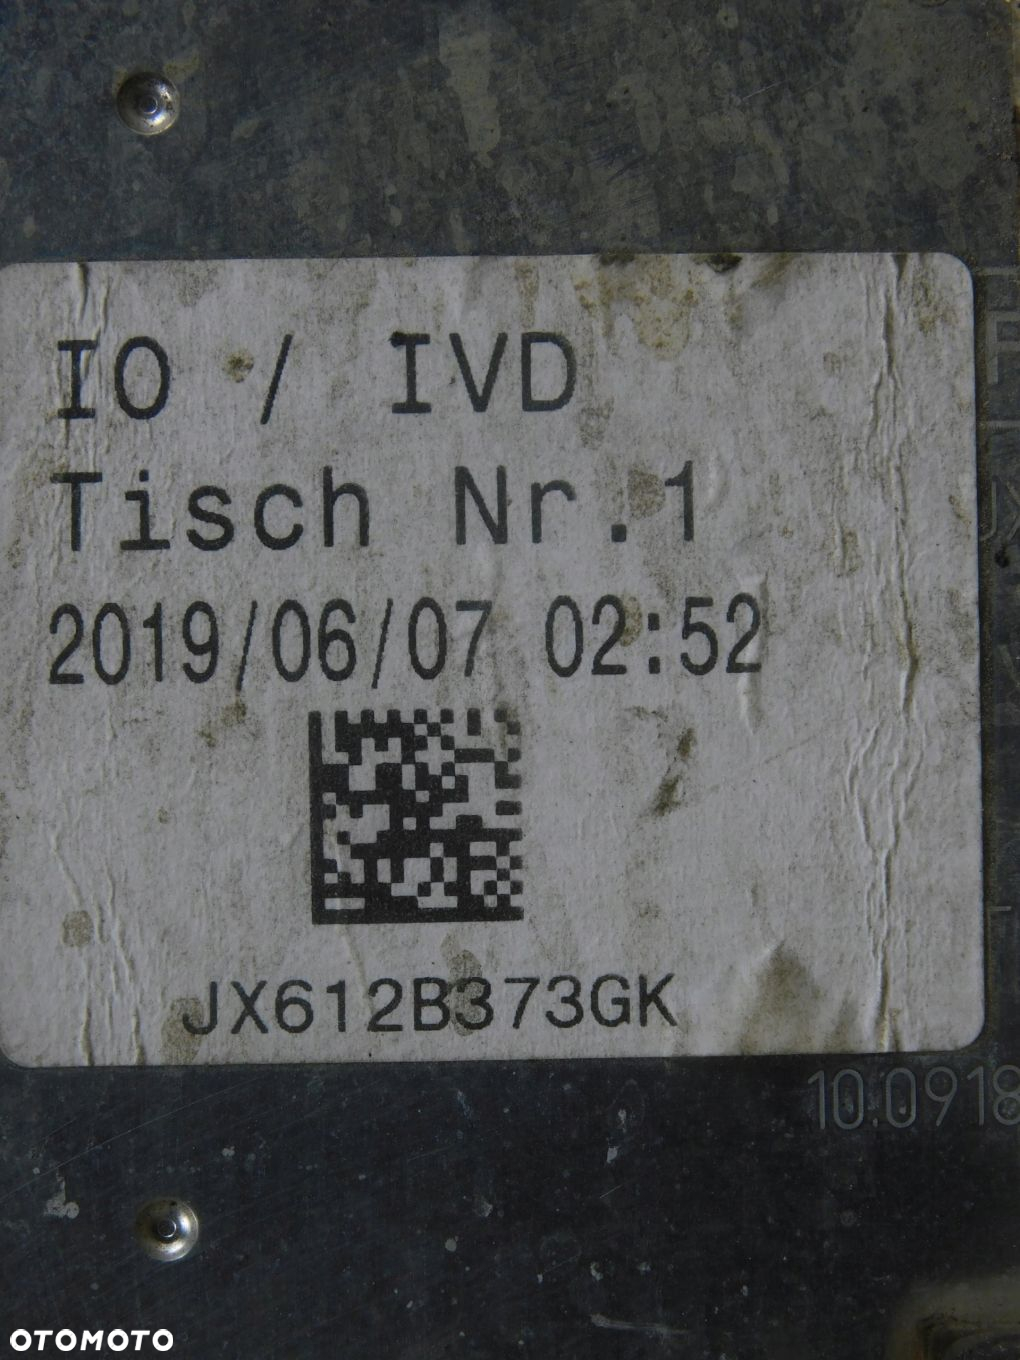 IO / IVD
Tisch Nr.1
2019/06/07 02:52
JX612B373GK
10.0918
OTOMOTO